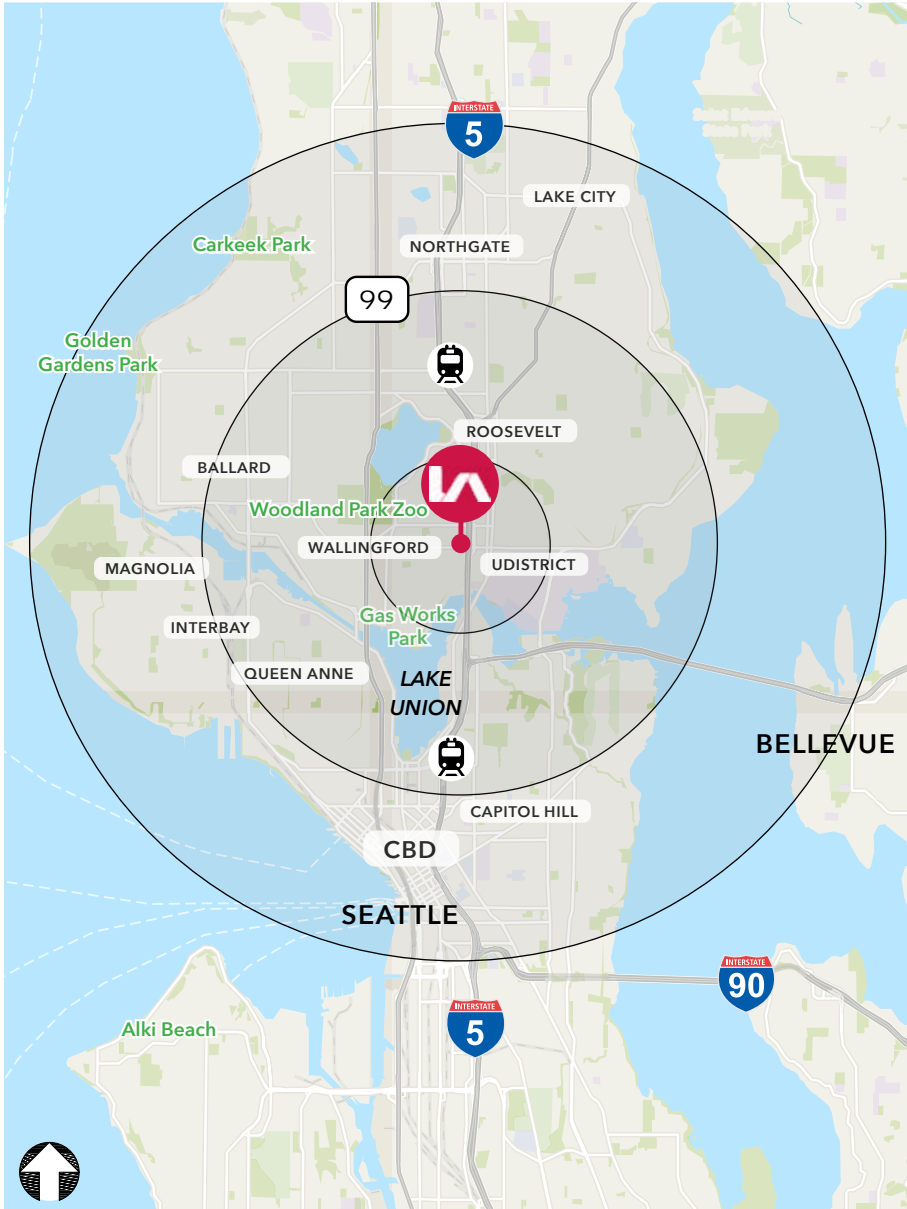 INTERSTATE
5
LAKE CITY
Carkeek Park
NORTHGATE
99
Golden
Gardens Park
ROOSEVELT
BALLARD
Woodland Park Zoo
WALLINGFORD
UDISTRICT
MAGNOLIA
Gas Works
Park
INTERBAY
QUEEN ANNE
LAKE
UNION
BELLEVUE
CAPITOL HILL
CBD
SEATTLE
INTERSTATE
90
INTERSTATE
5
Alki Beach